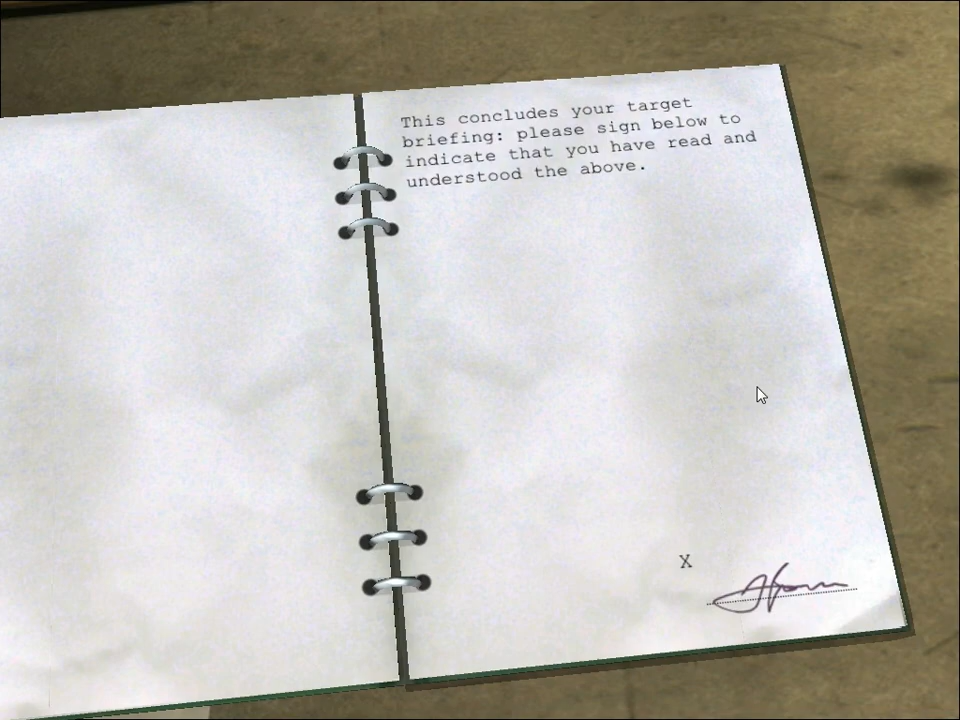 This concludes your target
briefing: please sign below to
indicate that you have read and
understood the above.
X